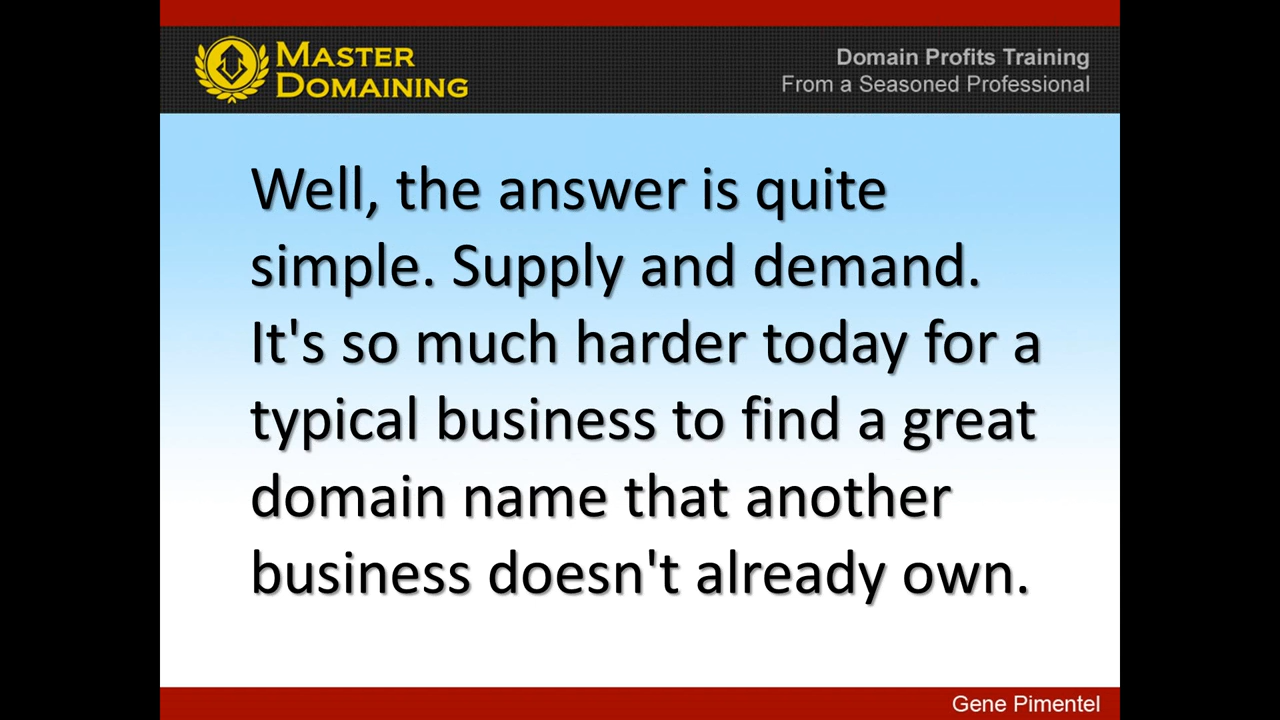 MASTER
DOMAINING
Domain Profits Training
From a Seasoned Professional
Well, the answer is quite
simple. Supply and demand.
It's so much harder today for a
typical business to find a great
domain name that another
business doesn't already own.
Gene Pimentel